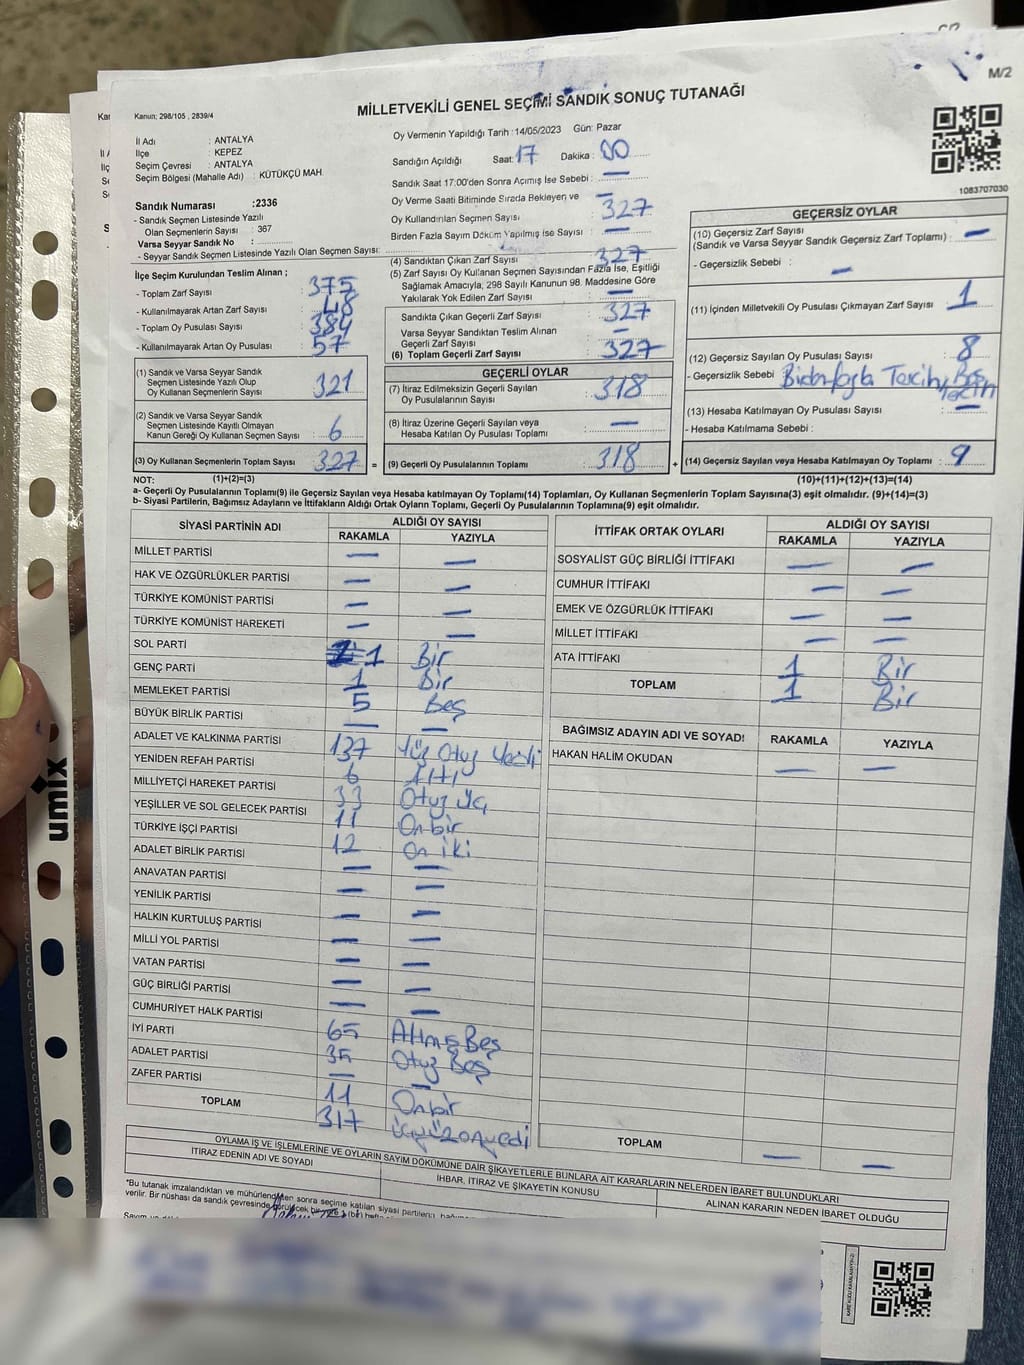 M/2
Kanun; 298/105 , 2839/4
MİLLETVEKİLİ GENEL SEÇİMİ SANDIK SONUÇ TUTANAĞI
İl Adı : ANTALYA
İlçe : KEPEZ
Seçim Çevresi : ANTALYA
Seçim Bölgesi (Mahalle Adı) : KÜTÜKÇÜ MAH.
Sandık Numarası :2336
- Sandık Seçmen Listesinde Yazılı
Olan Seçmenlerin Sayısı : 367
Varsa Seyyar Sandık No :
- Seyyar Sandık Seçmen Listesinde Yazılı Olan Seçmen Sayısı:
İlçe Seçim Kurulundan Teslim Alınan ;
- Toplam Zarf Sayısı : 375
- Kullanılmayarak Artan Zarf Sayısı : 48
- Toplam Oy Pusulası Sayısı : 384
- Kullanılmayarak Artan Oy Pusulası : 57
(1) Sandık ve Varsa Seyyar Sandık
Seçmen Listesinde Yazılı Olup
Oy Kullanan Seçmenlerin Sayısı : 321
(2) Sandık ve Varsa Seyyar Sandık
Seçmen Listesinde Kayıtlı Olmayan
Kanun Gereği Oy Kullanan Seçmen Sayısı : 6
(3) Oy Kullanan Seçmenlerin Toplam Sayısı : 327 =
Oy Vermenin Yapıldığı Tarih : 14/05/2023 Gün: Pazar
Sandığın Açıldığı Saat: 17 Dakika : 00
Sandık Saat 17:00'den Sonra Açımış İse Sebebi : —
Oy Verme Saati Bitiminde Sırada Bekleyen ve —
Oy Kullandırılan Seçmen Sayısı : 327
Birden Fazla Sayım Döküm Yapılmış İse Sayısı : —
(4) Sandıktan Çıkan Zarf Sayısı : 327
(5) Zarf Sayısı Oy Kullanan Seçmen Sayısından Fazla İse, Eşitliği
Sağlamak Amacıyla, 298 Sayılı Kanunun 98. Maddesine Göre
Yakılarak Yok Edilen Zarf Sayısı : —
Sandıkta Çıkan Geçerli Zarf Sayısı : 327
Varsa Seyyar Sandıktan Teslim Alınan
Geçerli Zarf Sayısı : —
(6) Toplam Geçerli Zarf Sayısı : 327
GEÇERLİ OYLAR
(7) İtiraz Edilmeksizin Geçerli Sayılan
Oy Pusulalarının Sayısı : 318
(8) İtiraz Üzerine Geçerli Sayılan veya
Hesaba Katılan Oy Pusulası Toplamı : —
(9) Geçerli Oy Pusulalarının Toplamı : 318 +
1083707030
GEÇERSİZ OYLAR
(10) Geçersiz Zarf Sayısı
(Sandık ve Varsa Seyyar Sandık Geçersiz Zarf Toplamı) : —
- Geçersizlik Sebebi : —
(11) İçinden Milletvekili Oy Pusulası Çıkmayan Zarf Sayısı : 1
(12) Geçersiz Sayılan Oy Pusulası Sayısı : 8
- Geçersizlik Sebebi : Birden fazla Tercih, Boş
(13) Hesaba Katılmayan Oy Pusulası Sayısı : —
- Hesaba Katılmama Sebebi :
(14) Geçersiz Sayılan veya Hesaba Katılmayan Oy Toplamı : 9
NOT: (1)+(2)=(3) (10)+(11)+(12)+(13)=(14)
a- Geçerli Oy Pusulalarının Toplamı(9) ile Geçersiz Sayılan veya Hesaba katılmayan Oy Toplamı(14) Toplamları, Oy Kullanan Seçmenlerin Toplam Sayısına(3) eşit olmalıdır. (9)+(14)=(3)
b- Siyasi Partilerin, Bağımsız Adayların ve İttifakların Aldığı Ortak Oyların Toplamı, Geçerli Oy Pusulalarının Toplamına(9) eşit olmalıdır.
SİYASİ PARTİNİN ADI ALDIĞI OY SAYISI
RAKAMLA YAZIYLA
MİLLET PARTİSİ — —
HAK VE ÖZGÜRLÜKLER PARTİSİ — —
TÜRKİYE KOMÜNİST PARTİSİ — —
TÜRKİYE KOMÜNİST HAREKETİ — —
SOL PARTİ 1 Bir
GENÇ PARTİ 1 Bir
MEMLEKET PARTİSİ 5 Beş
BÜYÜK BİRLİK PARTİSİ — —
ADALET VE KALKINMA PARTİSİ 137 Yüz Otuz Yedi
YENİDEN REFAH PARTİSİ 6 Altı
MİLLİYETÇİ HAREKET PARTİSİ 33 Otuz Üç
YEŞİLLER VE SOL GELECEK PARTİSİ 11 Onbir
TÜRKİYE İŞÇİ PARTİSİ 12 On iki
ADALET BİRLİK PARTİSİ — —
ANAVATAN PARTİSİ — —
YENİLİK PARTİSİ — —
HALKIN KURTULUŞ PARTİSİ — —
MİLLİ YOL PARTİSİ — —
VATAN PARTİSİ — —
GÜÇ BİRLİĞİ PARTİSİ — —
CUMHURİYET HALK PARTİSİ 65 Altmış Beş
İYİ PARTİ 35 Otuz Beş
ADALET PARTİSİ — —
ZAFER PARTİSİ 11 Onbir
TOPLAM 317 üçyüzonyedi
İTTİFAK ORTAK OYLARI ALDIĞI OY SAYISI
RAKAMLA YAZIYLA
SOSYALİST GÜÇ BİRLİĞİ İTTİFAKI — —
CUMHUR İTTİFAKI — —
EMEK VE ÖZGÜRLÜK İTTİFAKI — —
MİLLET İTTİFAKI — —
ATA İTTİFAKI 1 Bir
TOPLAM 1 Bir
BAĞIMSIZ ADAYIN ADI VE SOYADI RAKAMLA YAZIYLA
HAKAN HALİM OKUDAN — —
TOPLAM — —
OYLAMA İŞ VE İŞLEMLERİNE VE OYLARIN SAYIM DÖKÜMÜNE DAİR ŞİKAYETLERLE BUNLARA AİT KARARLARIN NELERDEN İBARET BULUNDUKLARI
İTİRAZ EDENİN ADI VE SOYADI
İHBAR, İTİRAZ VE ŞİKAYETİN KONUSU
ALINAN KARARIN NEDEN İBARET OLDUĞU
*Bu tutanak imzalandıktan ve mühürlendikten sonra seçime katılan siyasi partilerin,
verilir. Bir nüshası da sandık çevresinde
umix